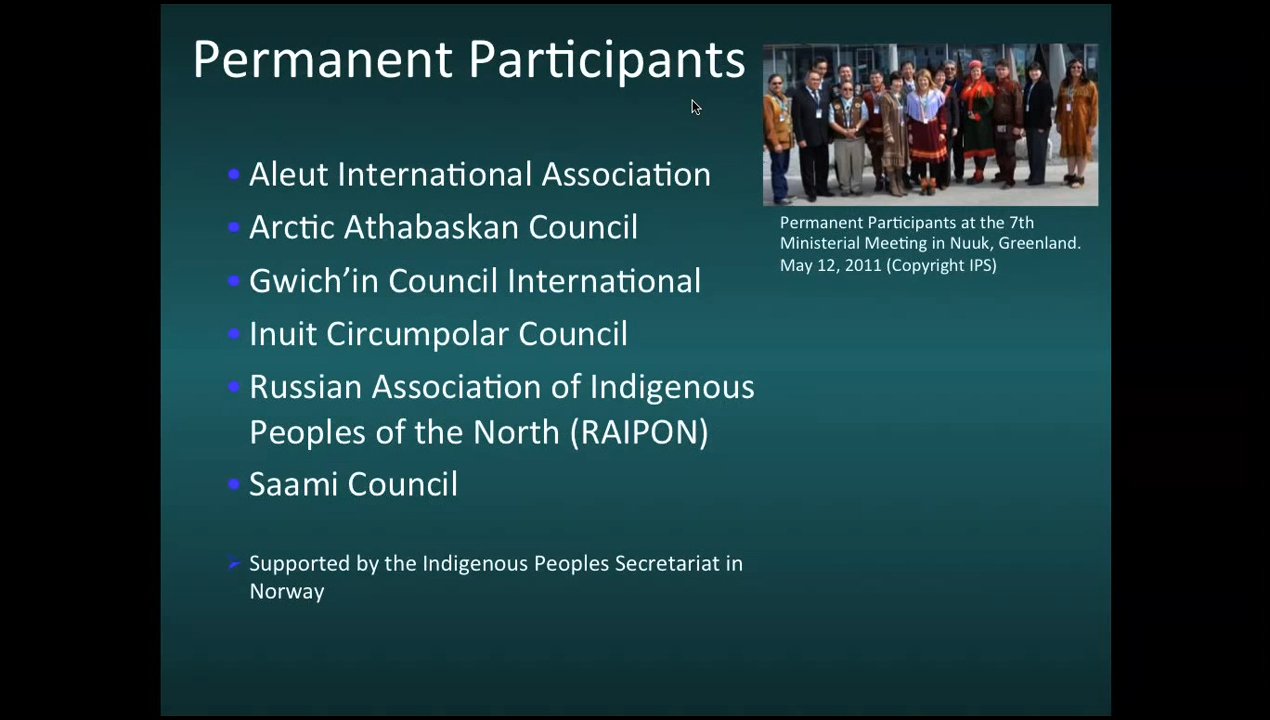 Permanent Participants
• Aleut International Association
• Arctic Athabaskan Council
• Gwich’in Council International
• Inuit Circumpolar Council
• Russian Association of Indigenous
Peoples of the North (RAIPON)
• Saami Council
➢ Supported by the Indigenous Peoples Secretariat in
Norway
Permanent Participants at the 7th
Ministerial Meeting in Nuuk, Greenland.
May 12, 2011 (Copyright IPS)